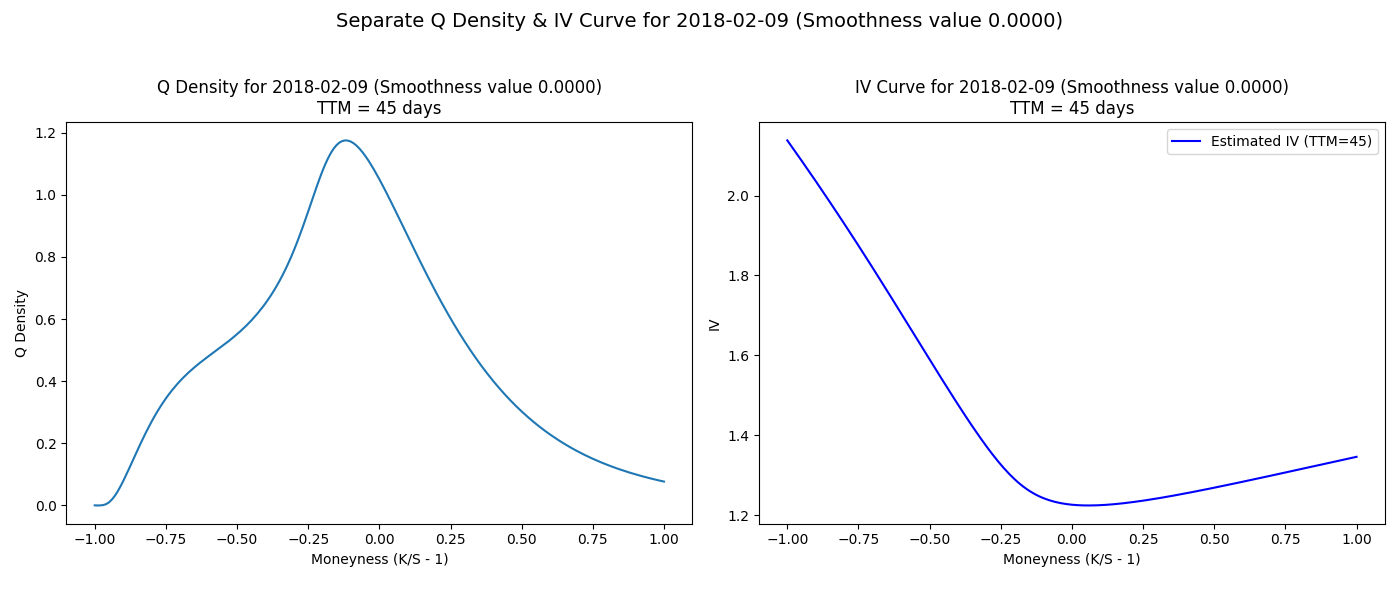 Separate Q Density & IV Curve for 2018-02-09 (Smoothness value 0.0000)
Q Density for 2018-02-09 (Smoothness value 0.0000)
TTM = 45 days
1.2
1.0
0.8
0.6
0.4
0.2
0.0
Q Density
−1.00 −0.75 −0.50 −0.25 0.00 0.25 0.50 0.75 1.00
Moneyness (K/S - 1)
IV Curve for 2018-02-09 (Smoothness value 0.0000)
TTM = 45 days
Estimated IV (TTM=45)
2.0
1.8
1.6
1.4
1.2
IV
−1.00 −0.75 −0.50 −0.25 0.00 0.25 0.50 0.75 1.00
Moneyness (K/S - 1)